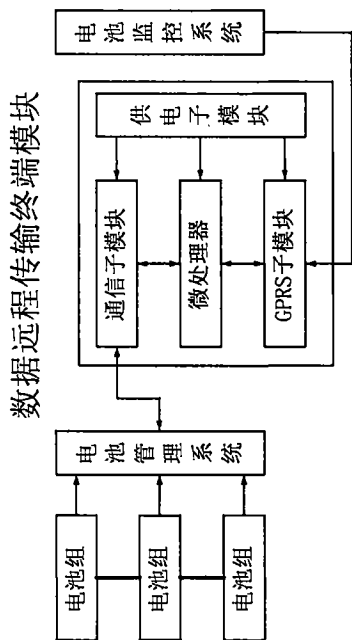 数据远程传输终端模块
电池组
电池组
电池组
电池管理系统
通信子模块
微处理器
GPRS子模块
供电子模块
电池监控系统